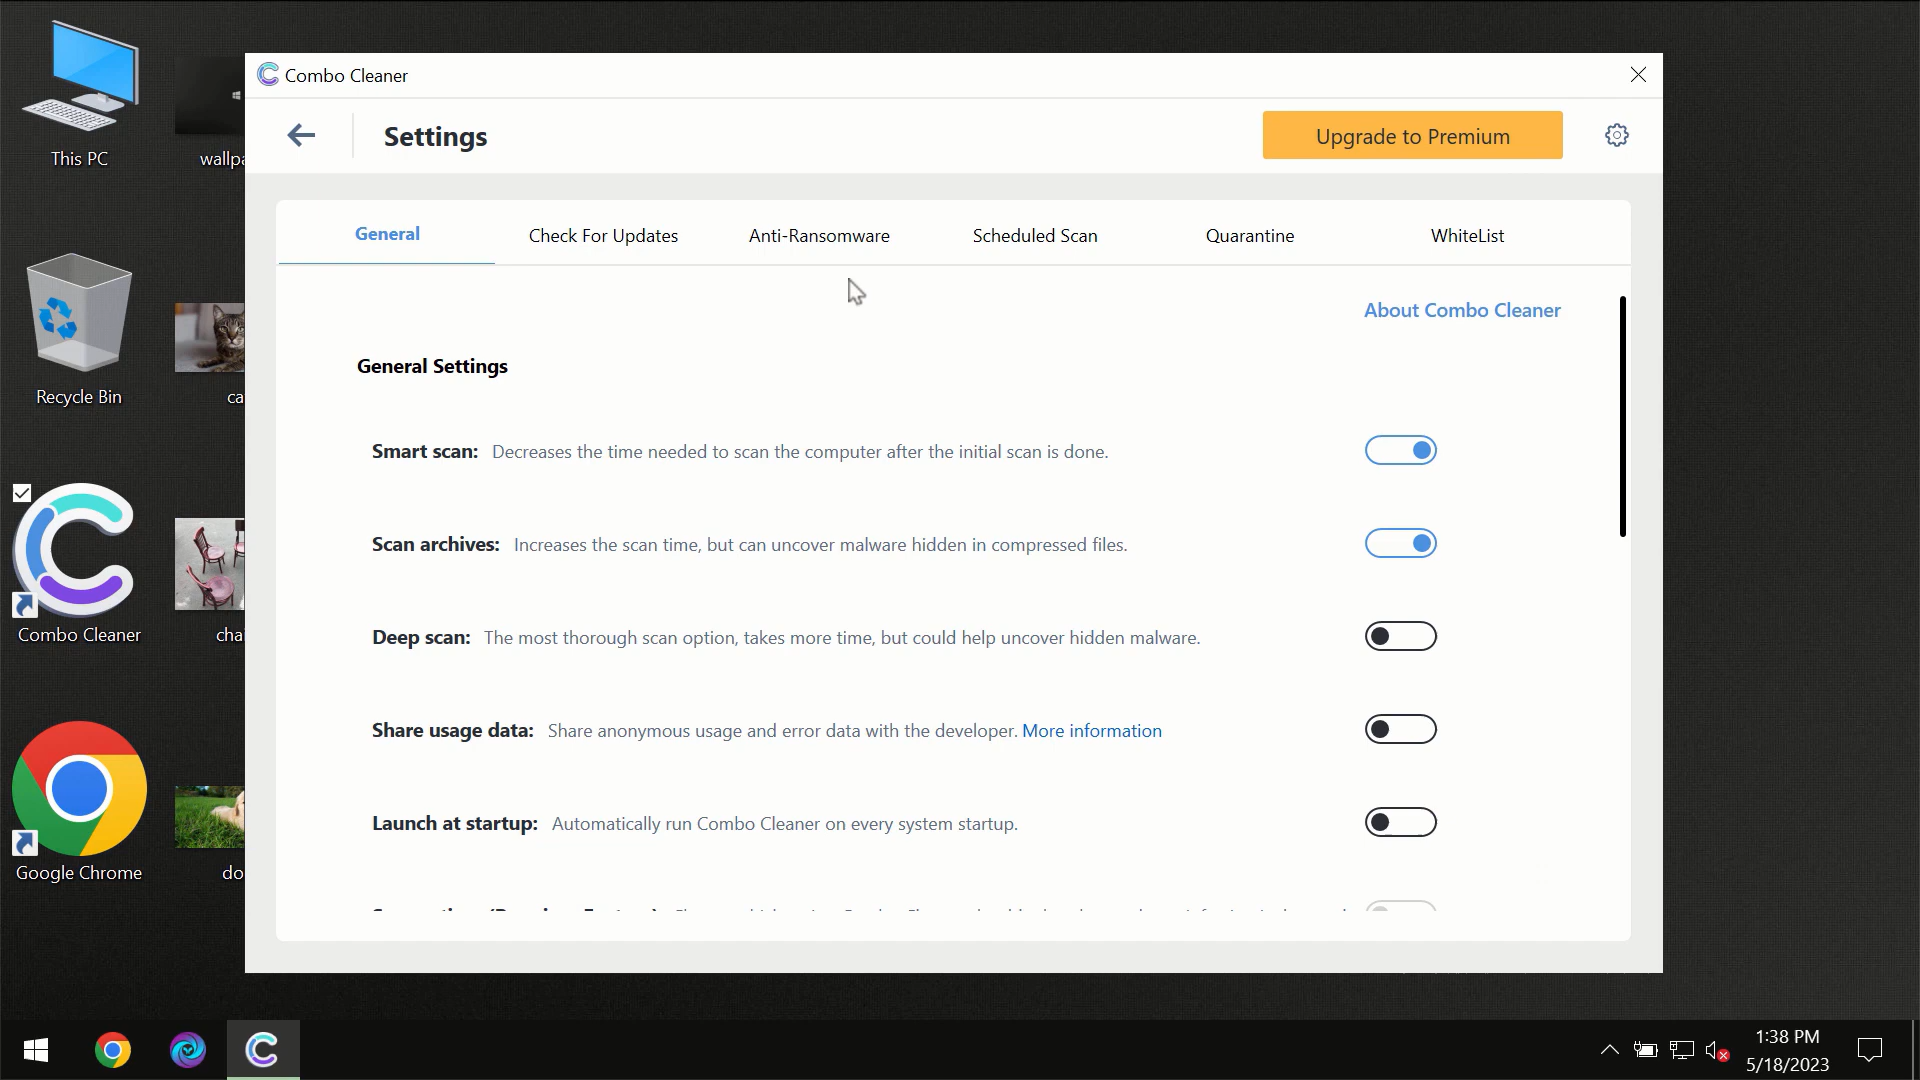 Combo Cleaner
Settings
Upgrade to Premium
General
Check For Updates
Anti-Ransomware
Scheduled Scan
Quarantine
WhiteList
About Combo Cleaner
General Settings
Smart scan: Decreases the time needed to scan the computer after the initial scan is done.
Scan archives: Increases the scan time, but can uncover malware hidden in compressed files.
Deep scan: The most thorough scan option, takes more time, but could help uncover hidden malware.
Share usage data: Share anonymous usage and error data with the developer. More information
Launch at startup: Automatically run Combo Cleaner on every system startup.
This PC
wallpa
Recycle Bin
ca
Combo Cleaner
chai
Google Chrome
do
1:38 PM
5/18/2023